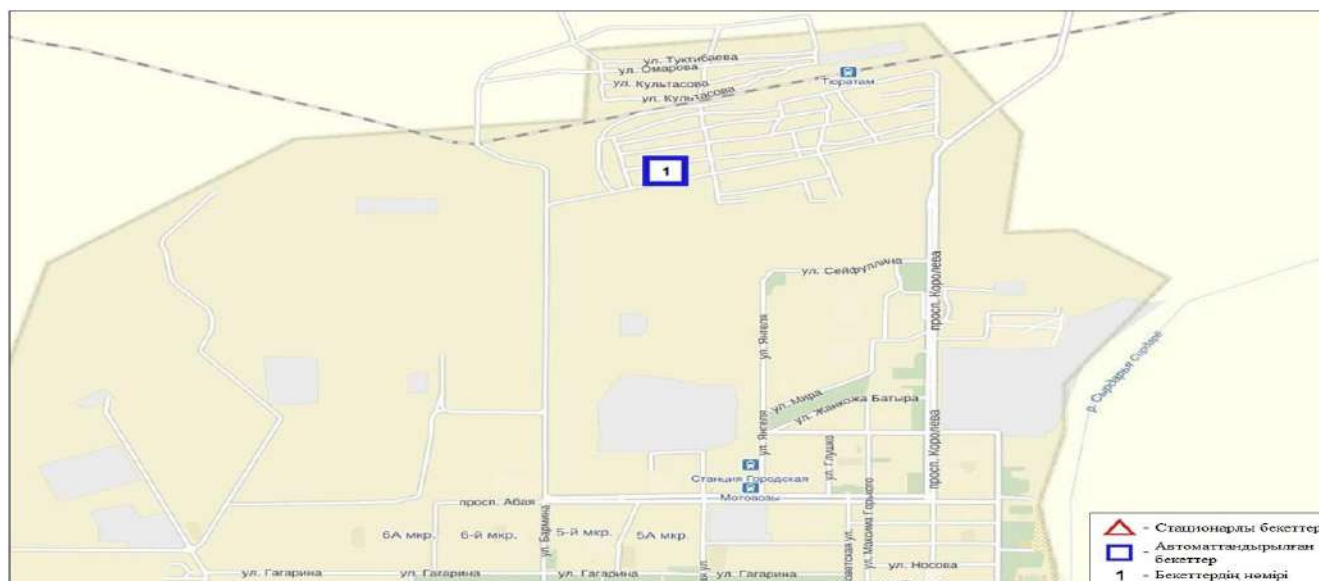 ул. Туктибаева
ул. Омарова
ул. Культасова
ул. Культасова
Тюратам
1
ул. Сейфуллина
просп. Королева
ул. Янгеля
р. Сырдарья Сырдаре
ул. Мира
ул. Жанкожа Батыра
ул. Янгеля
ул. Глушко
просп. Королева
Станция Городская
Мотовозы
просп. Абая
ул. Максима Горького
6А мкр.
6-й мкр.
ул. Бармина
5-й мкр.
5А мкр.
ул. Носова
ул. Гагарина
ул. Гагарина
ул. Гагарина
ул. Гагарина
- Стационарлы бекеттер
- Автоматтандырылған
бекеттер
1 - Бекеттердің нөмірі